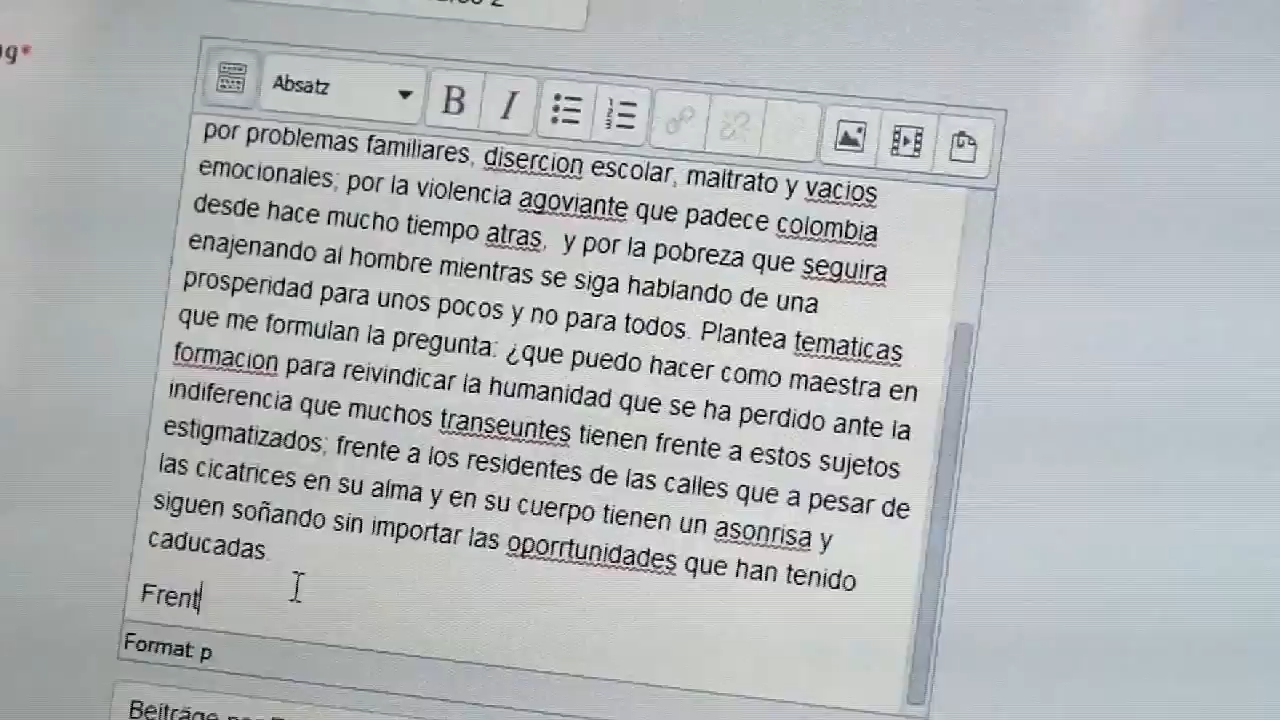 Absatz
B I
por problemas familiares, disercion escolar, maltrato y vacios
emocionales; por la violencia agoviante que padece colombia
desde hace mucho tiempo atras, y por la pobreza que seguira
enajenando al hombre mientras se siga hablando de una
prosperidad para unos pocos y no para todos. Plantea tematicas
que me formulan la pregunta: ¿que puedo hacer como maestra en
formacion para reivindicar la humanidad que se ha perdido ante la
indiferencia que muchos transeuntes tienen frente a estos sujetos
estigmatizados; frente a los residentes de las calles que a pesar de
las cicatrices en su alma y en su cuerpo tienen un asonrisa y
siguen soñando sin importar las oporrtunidades que han tenido
caducadas.
Frent
Format: p
Beiträge